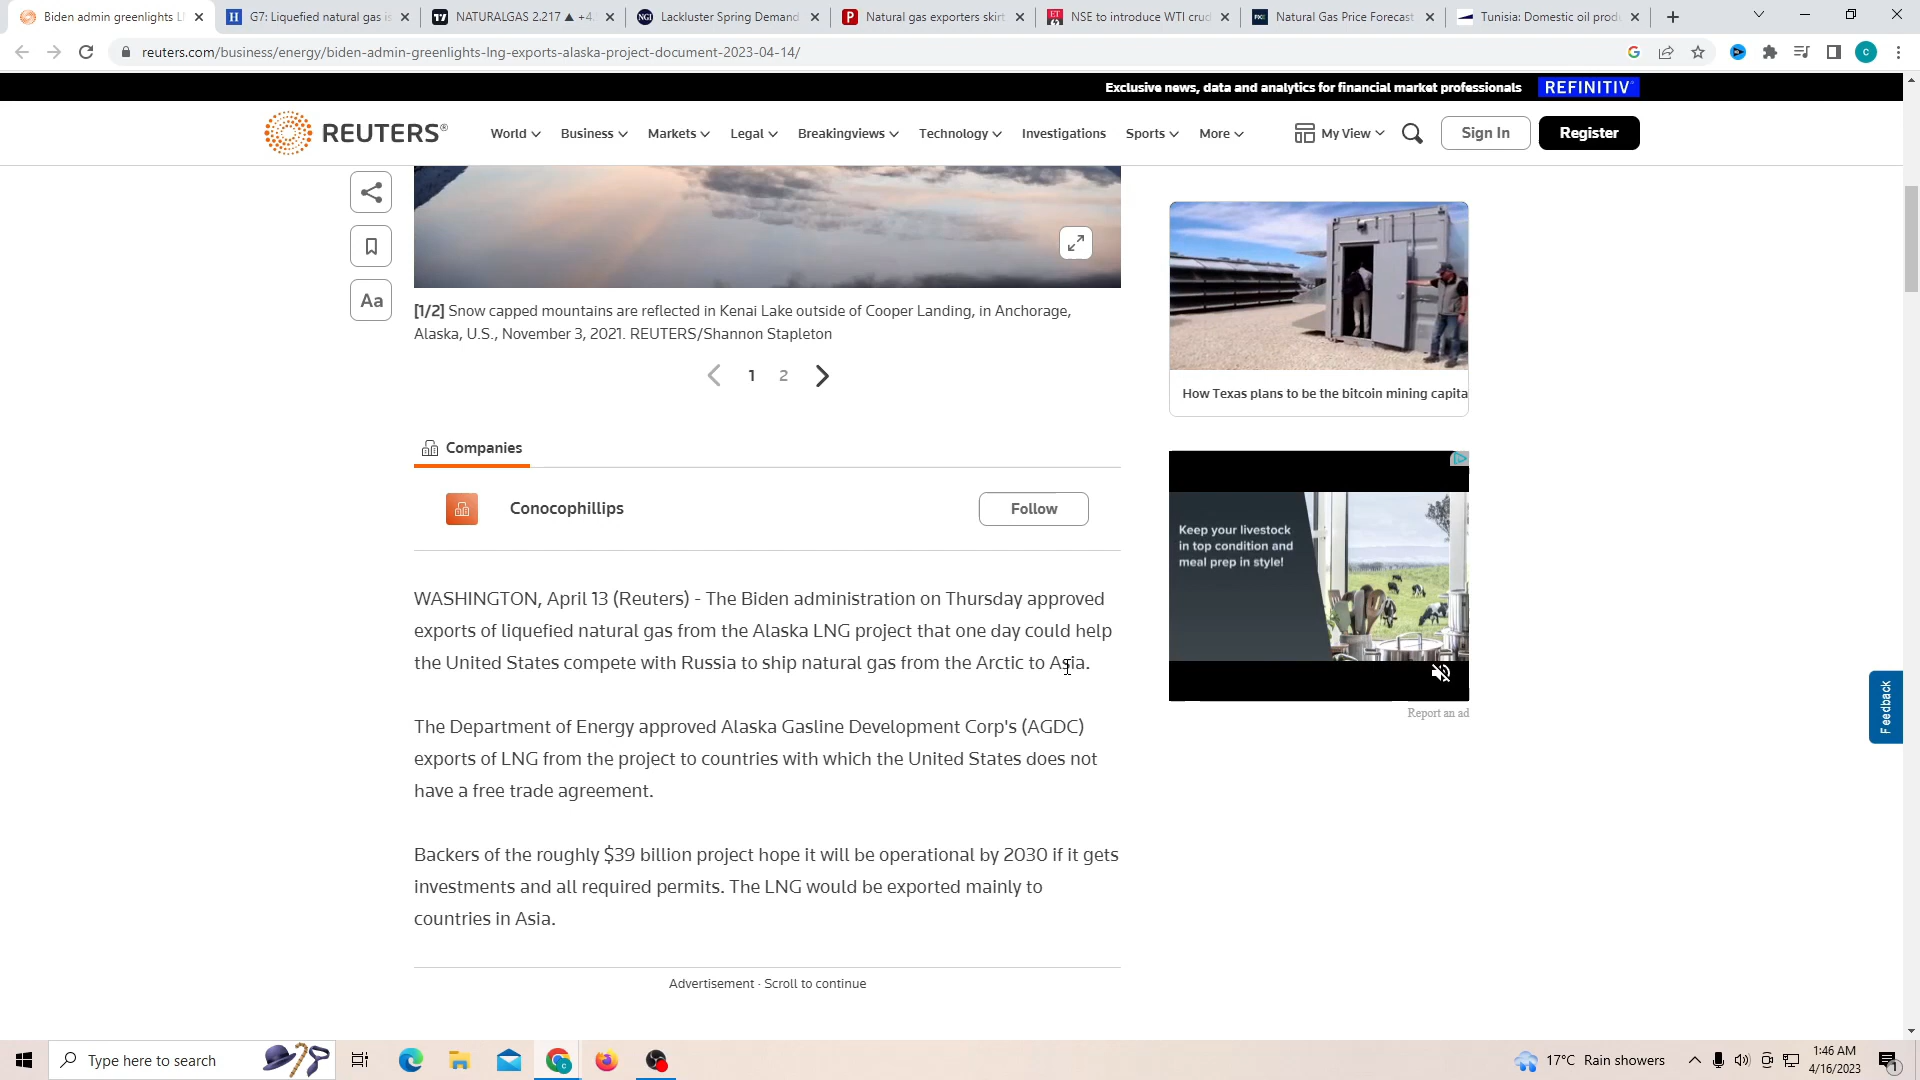 Biden admin greenlights L
G7: Liquefied natural gas is
NATURALGAS 2.217 ▲ +4.
Lackluster Spring Demand
Natural gas exporters skirt
NSE to introduce WTI crud
Natural Gas Price Forecast
Tunisia: Domestic oil produ
reuters.com/business/energy/biden-admin-greenlights-lng-exports-alaska-project-document-2023-04-14/
Exclusive news, data and analytics for financial market professionals REFINITIV
REUTERS®
World Business Markets Legal Breakingviews Technology Investigations Sports More My View Sign In Register
Aa
[1/2] Snow capped mountains are reflected in Kenai Lake outside of Cooper Landing, in Anchorage,
Alaska, U.S., November 3, 2021. REUTERS/Shannon Stapleton
1 2
Companies
Conocophillips Follow
WASHINGTON, April 13 (Reuters) - The Biden administration on Thursday approved
exports of liquefied natural gas from the Alaska LNG project that one day could help
the United States compete with Russia to ship natural gas from the Arctic to Asia.
The Department of Energy approved Alaska Gasline Development Corp's (AGDC)
exports of LNG from the project to countries with which the United States does not
have a free trade agreement.
Backers of the roughly $39 billion project hope it will be operational by 2030 if it gets
investments and all required permits. The LNG would be exported mainly to
countries in Asia.
Advertisement · Scroll to continue
How Texas plans to be the bitcoin mining capita
Keep your livestock
in top condition and
meal prep in style!
Report an ad
Feedback
Type here to search
17°C Rain showers
1:46 AM
4/16/2023
1